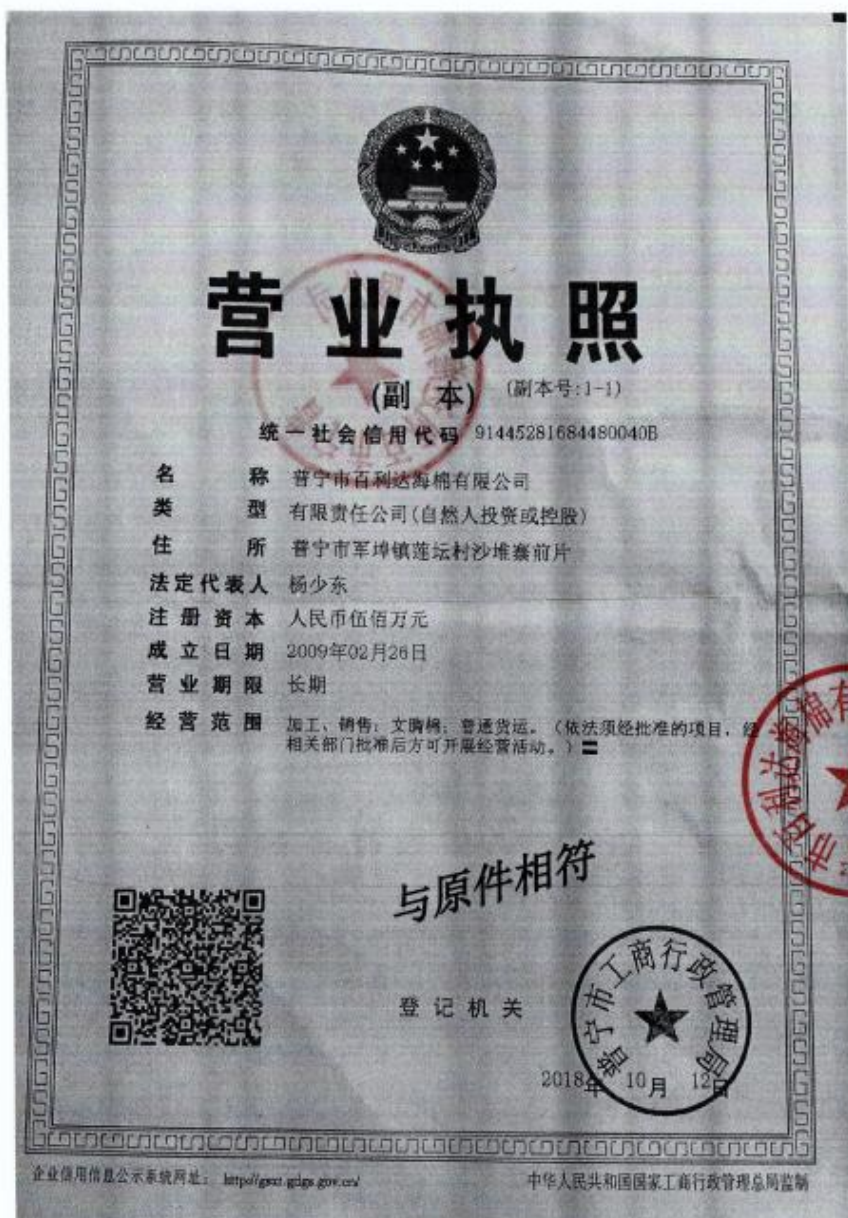 营业执照
(副 本) (副本号:1-1)
统一社会信用代码 91445281684480040B
名 称 普宁市百利达海棉有限公司
类 型 有限责任公司(自然人投资或控股)
住 所 普宁市军埠镇莲坛村沙堆寨前片
法定代表人 杨少东
注册资本 人民币伍佰万元
成立日期 2009年02月26日
营业期限 长期
经营范围 加工、销售：文胸棉；普通货运。（依法须经批准的项目，经
相关部门批准后方可开展经营活动。）
市百利达海棉有
与原件相符
登记机关
普宁市工商行政管理局
2018年 10月 12日
企业信用信息公示系统网址： http://gsxt.gdgs.gov.cn/
中华人民共和国国家工商行政管理总局监制